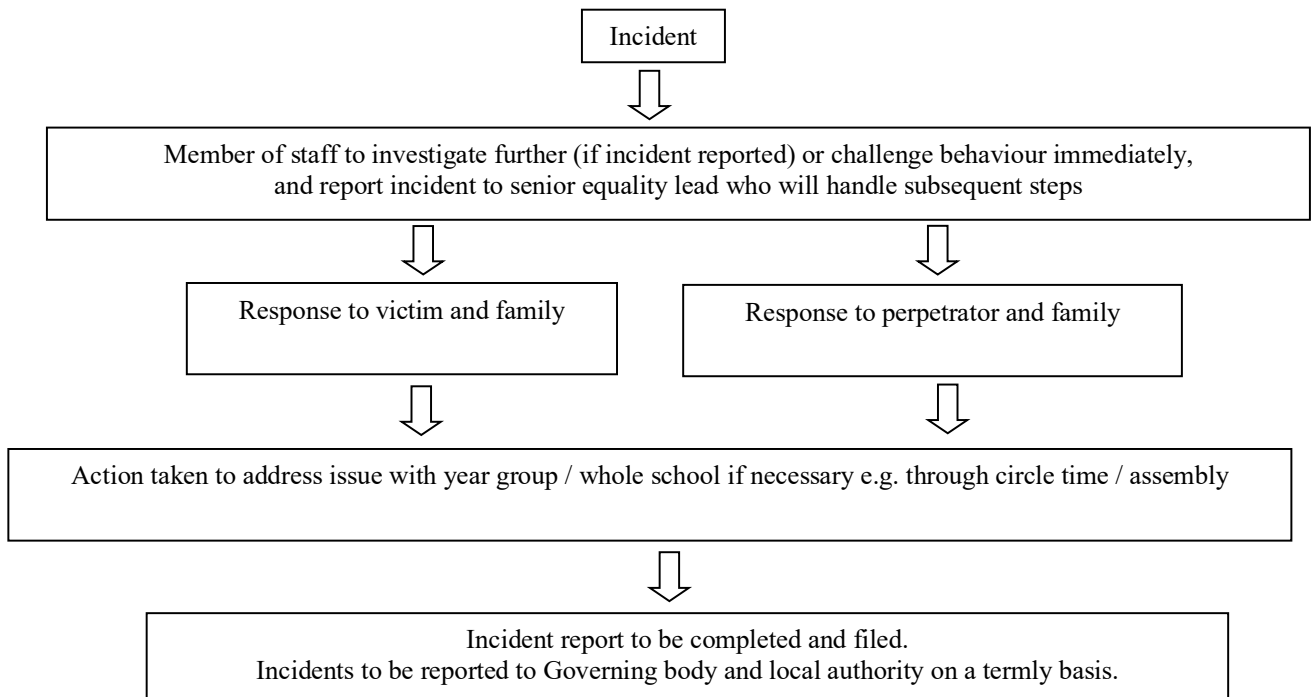 Incident
Member of staff to investigate further (if incident reported) or challenge behaviour immediately,
and report incident to senior equality lead who will handle subsequent steps
Response to victim and family
Response to perpetrator and family
Action taken to address issue with year group / whole school if necessary e.g. through circle time / assembly
Incident report to be completed and filed.
Incidents to be reported to Governing body and local authority on a termly basis.